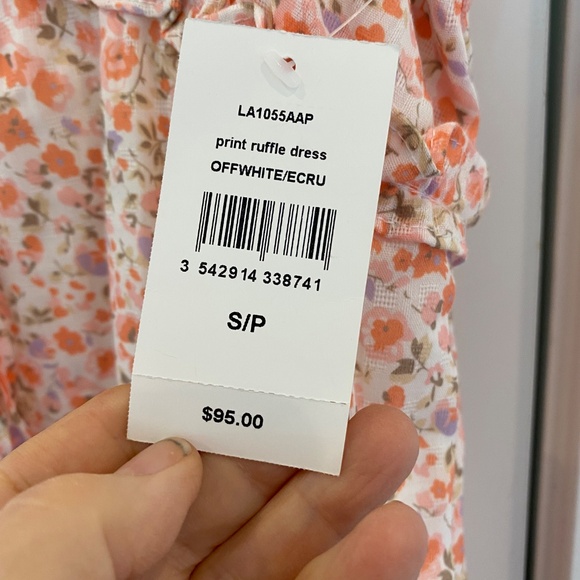 LA1055AAP
print ruffle dress
OFFWHITE/ECRU
3 542914 338741
S/P
$95.00